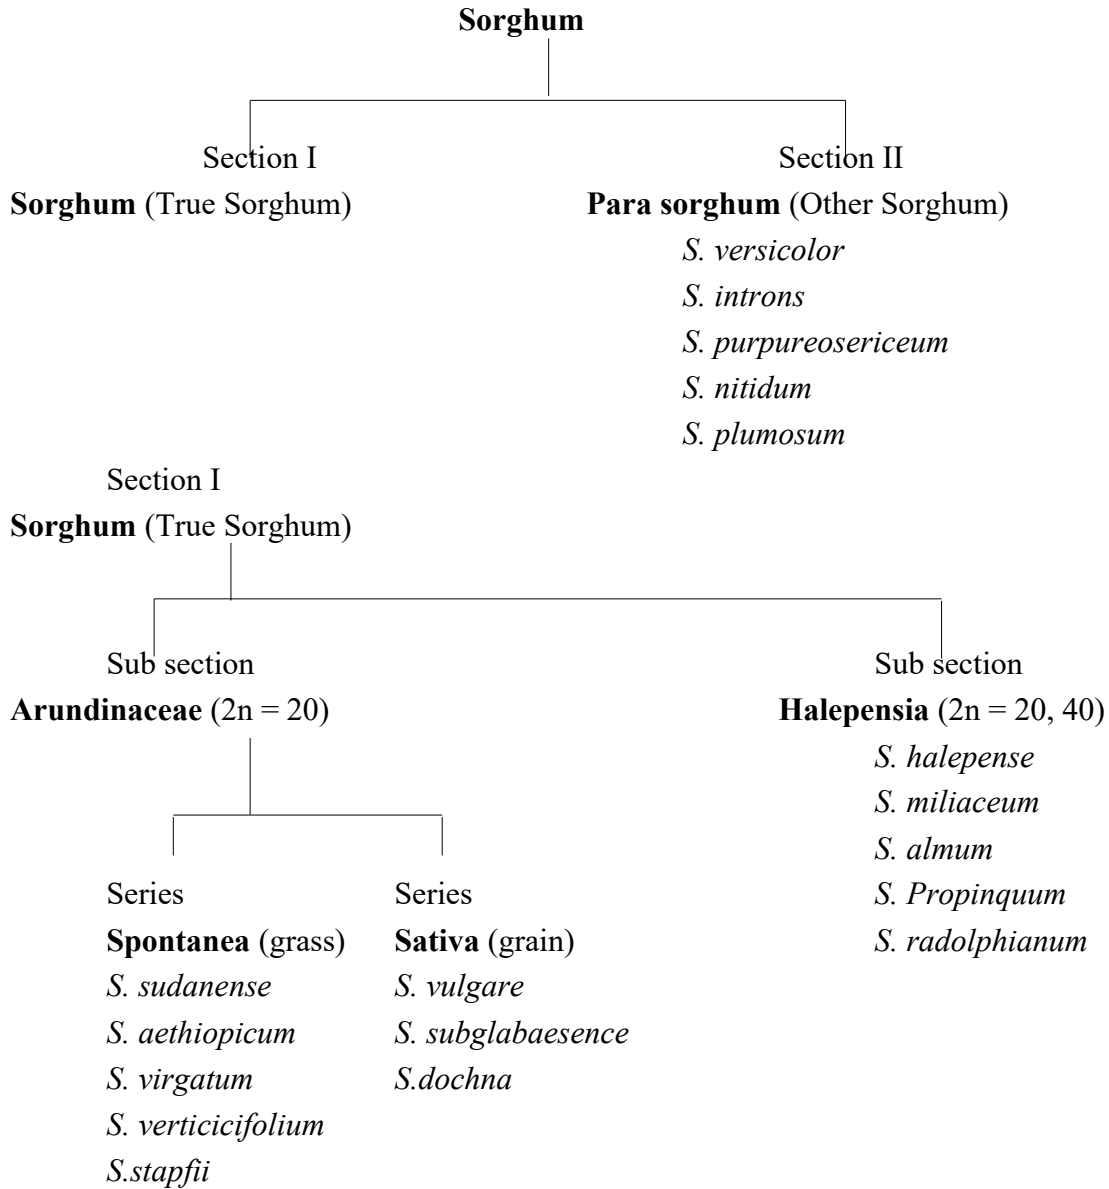 Sorghum
Section I
Sorghum (True Sorghum)
Section II
Para sorghum (Other Sorghum)
S. versicolor
S. introns
S. purpureosericeum
S. nitidum
S. plumosum
Section I
Sorghum (True Sorghum)
Sub section
Arundinaceae (2n = 20)
Series
Spontanea (grass)
S. sudanense
S. aethiopicum
S. virgatum
S. verticicifolium
S.stapfii
Series
Sativa (grain)
S. vulgare
S. subglabaesence
S.dochna
Sub section
Halepensia (2n = 20, 40)
S. halepense
S. miliaceum
S. almum
S. Propinquum
S. radolphianum